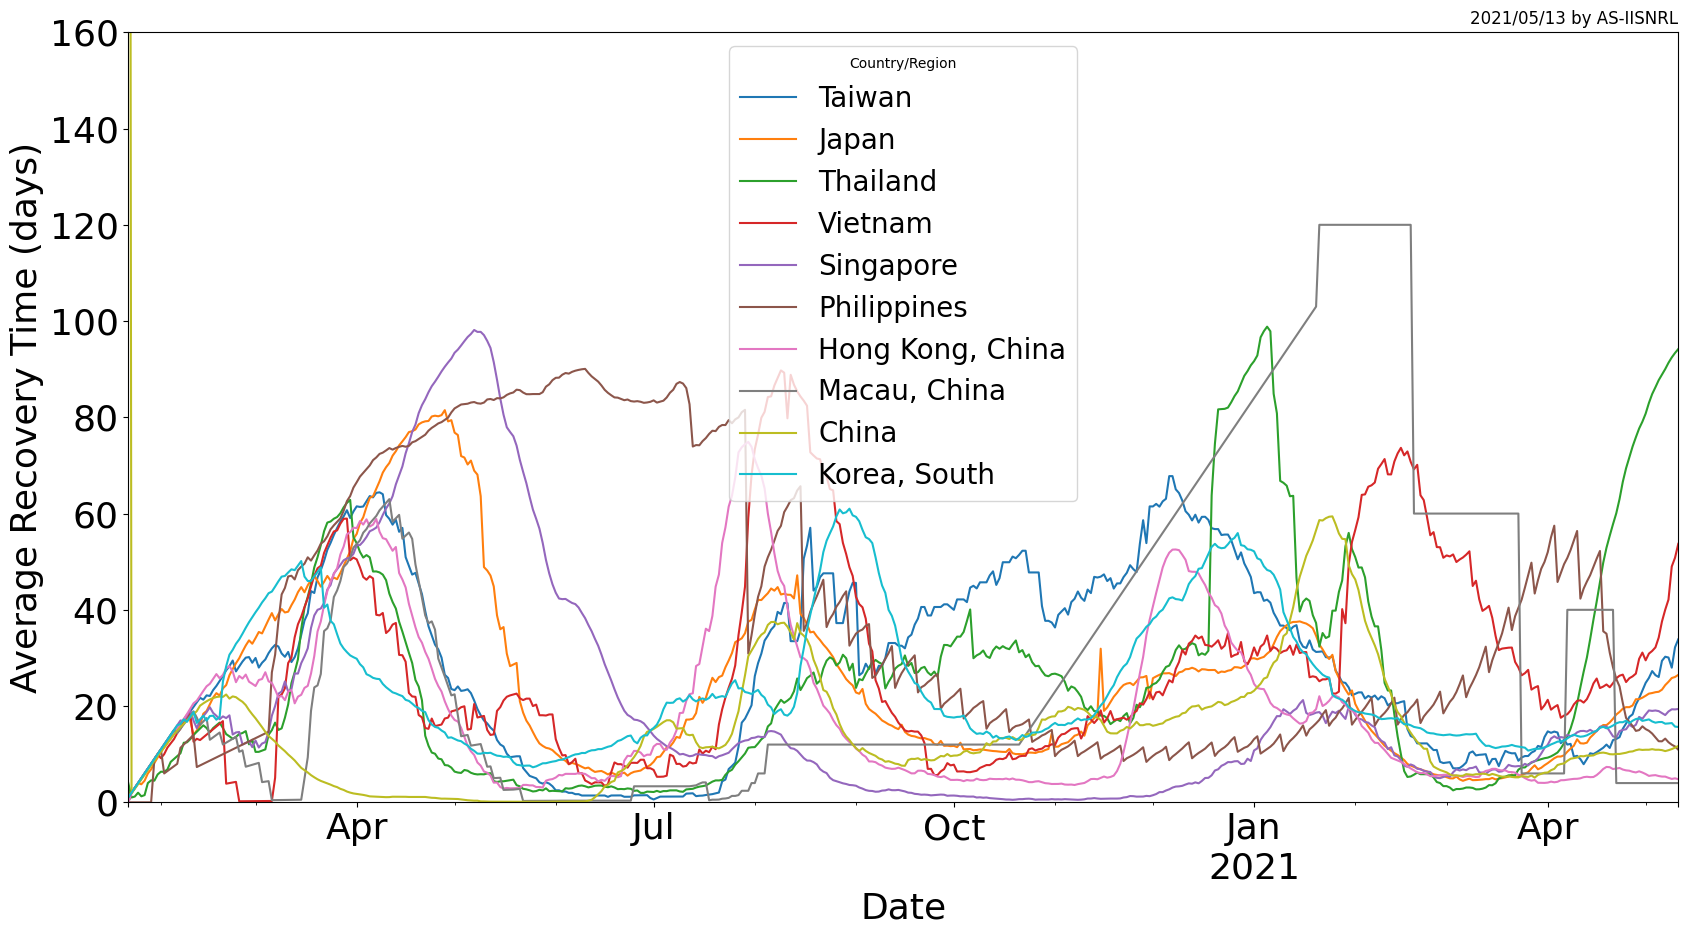 2021/05/13 by AS-IISNRL
160
140
120
100
80
60
40
20
0
Average Recovery Time (days)
Country/Region
Taiwan
Japan
Thailand
Vietnam
Singapore
Philippines
Hong Kong, China
Macau, China
China
Korea, South
Apr
Jul
Oct
Jan
2021
Apr
Date